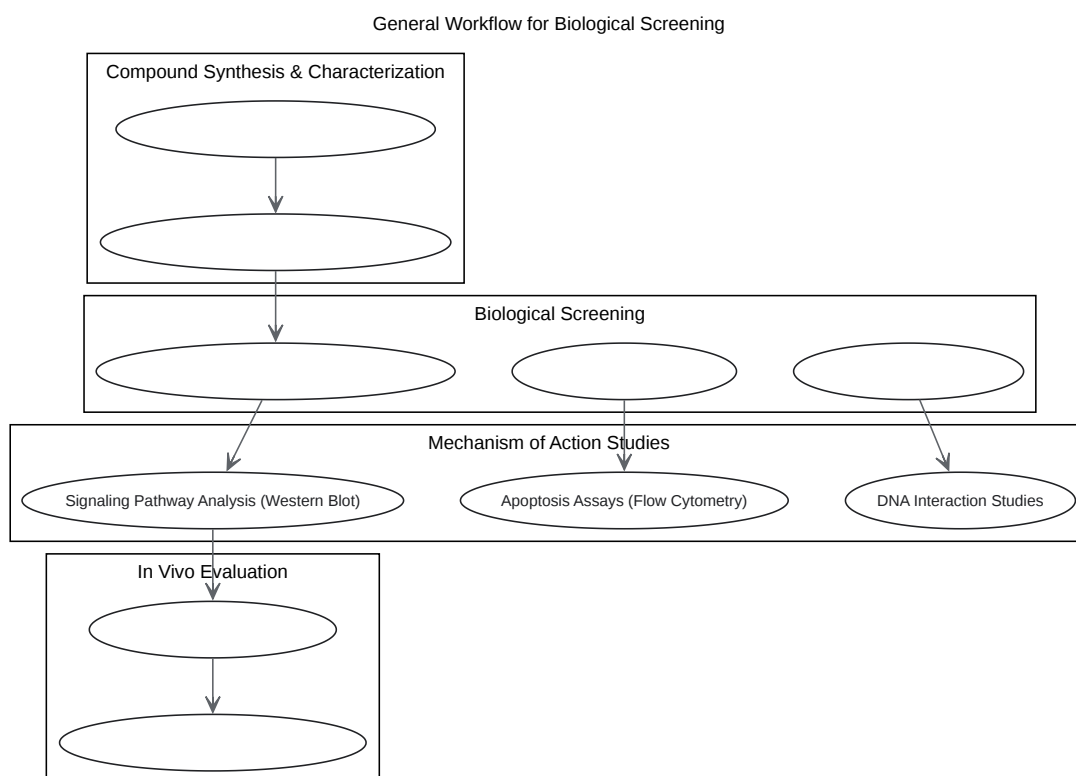 General Workflow for Biological Screening
Compound Synthesis & Characterization
Biological Screening
Mechanism of Action Studies
Signaling Pathway Analysis (Western Blot)
Apoptosis Assays (Flow Cytometry)
DNA Interaction Studies
In Vivo Evaluation